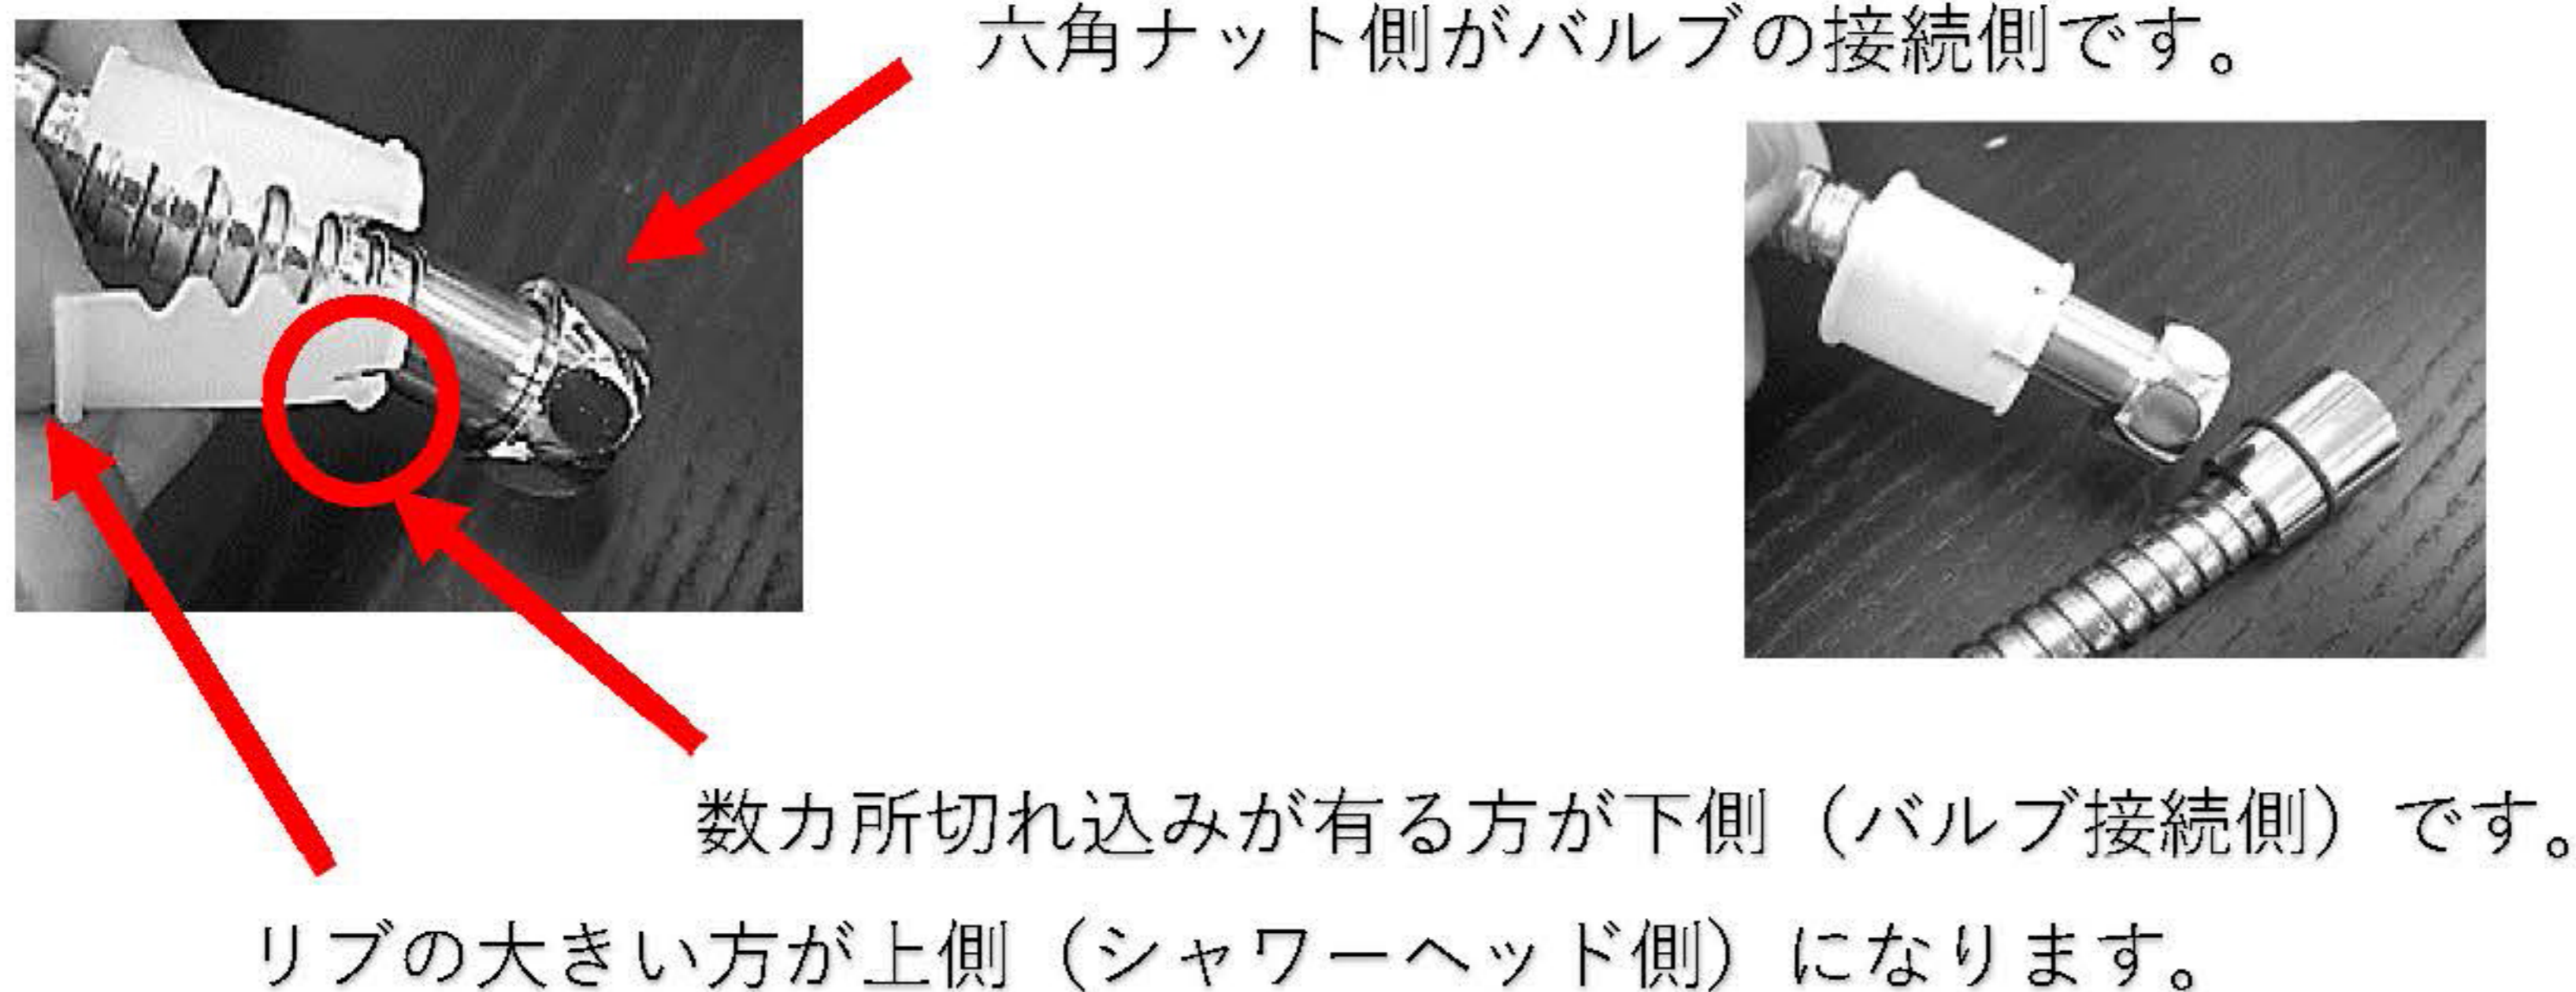 六角ナット側がバルブの接続側です。
数カ所切れ込みが有る方が下側（バルブ接続側）です。
リブの大きい方が上側（シャワーヘッド側）になります。